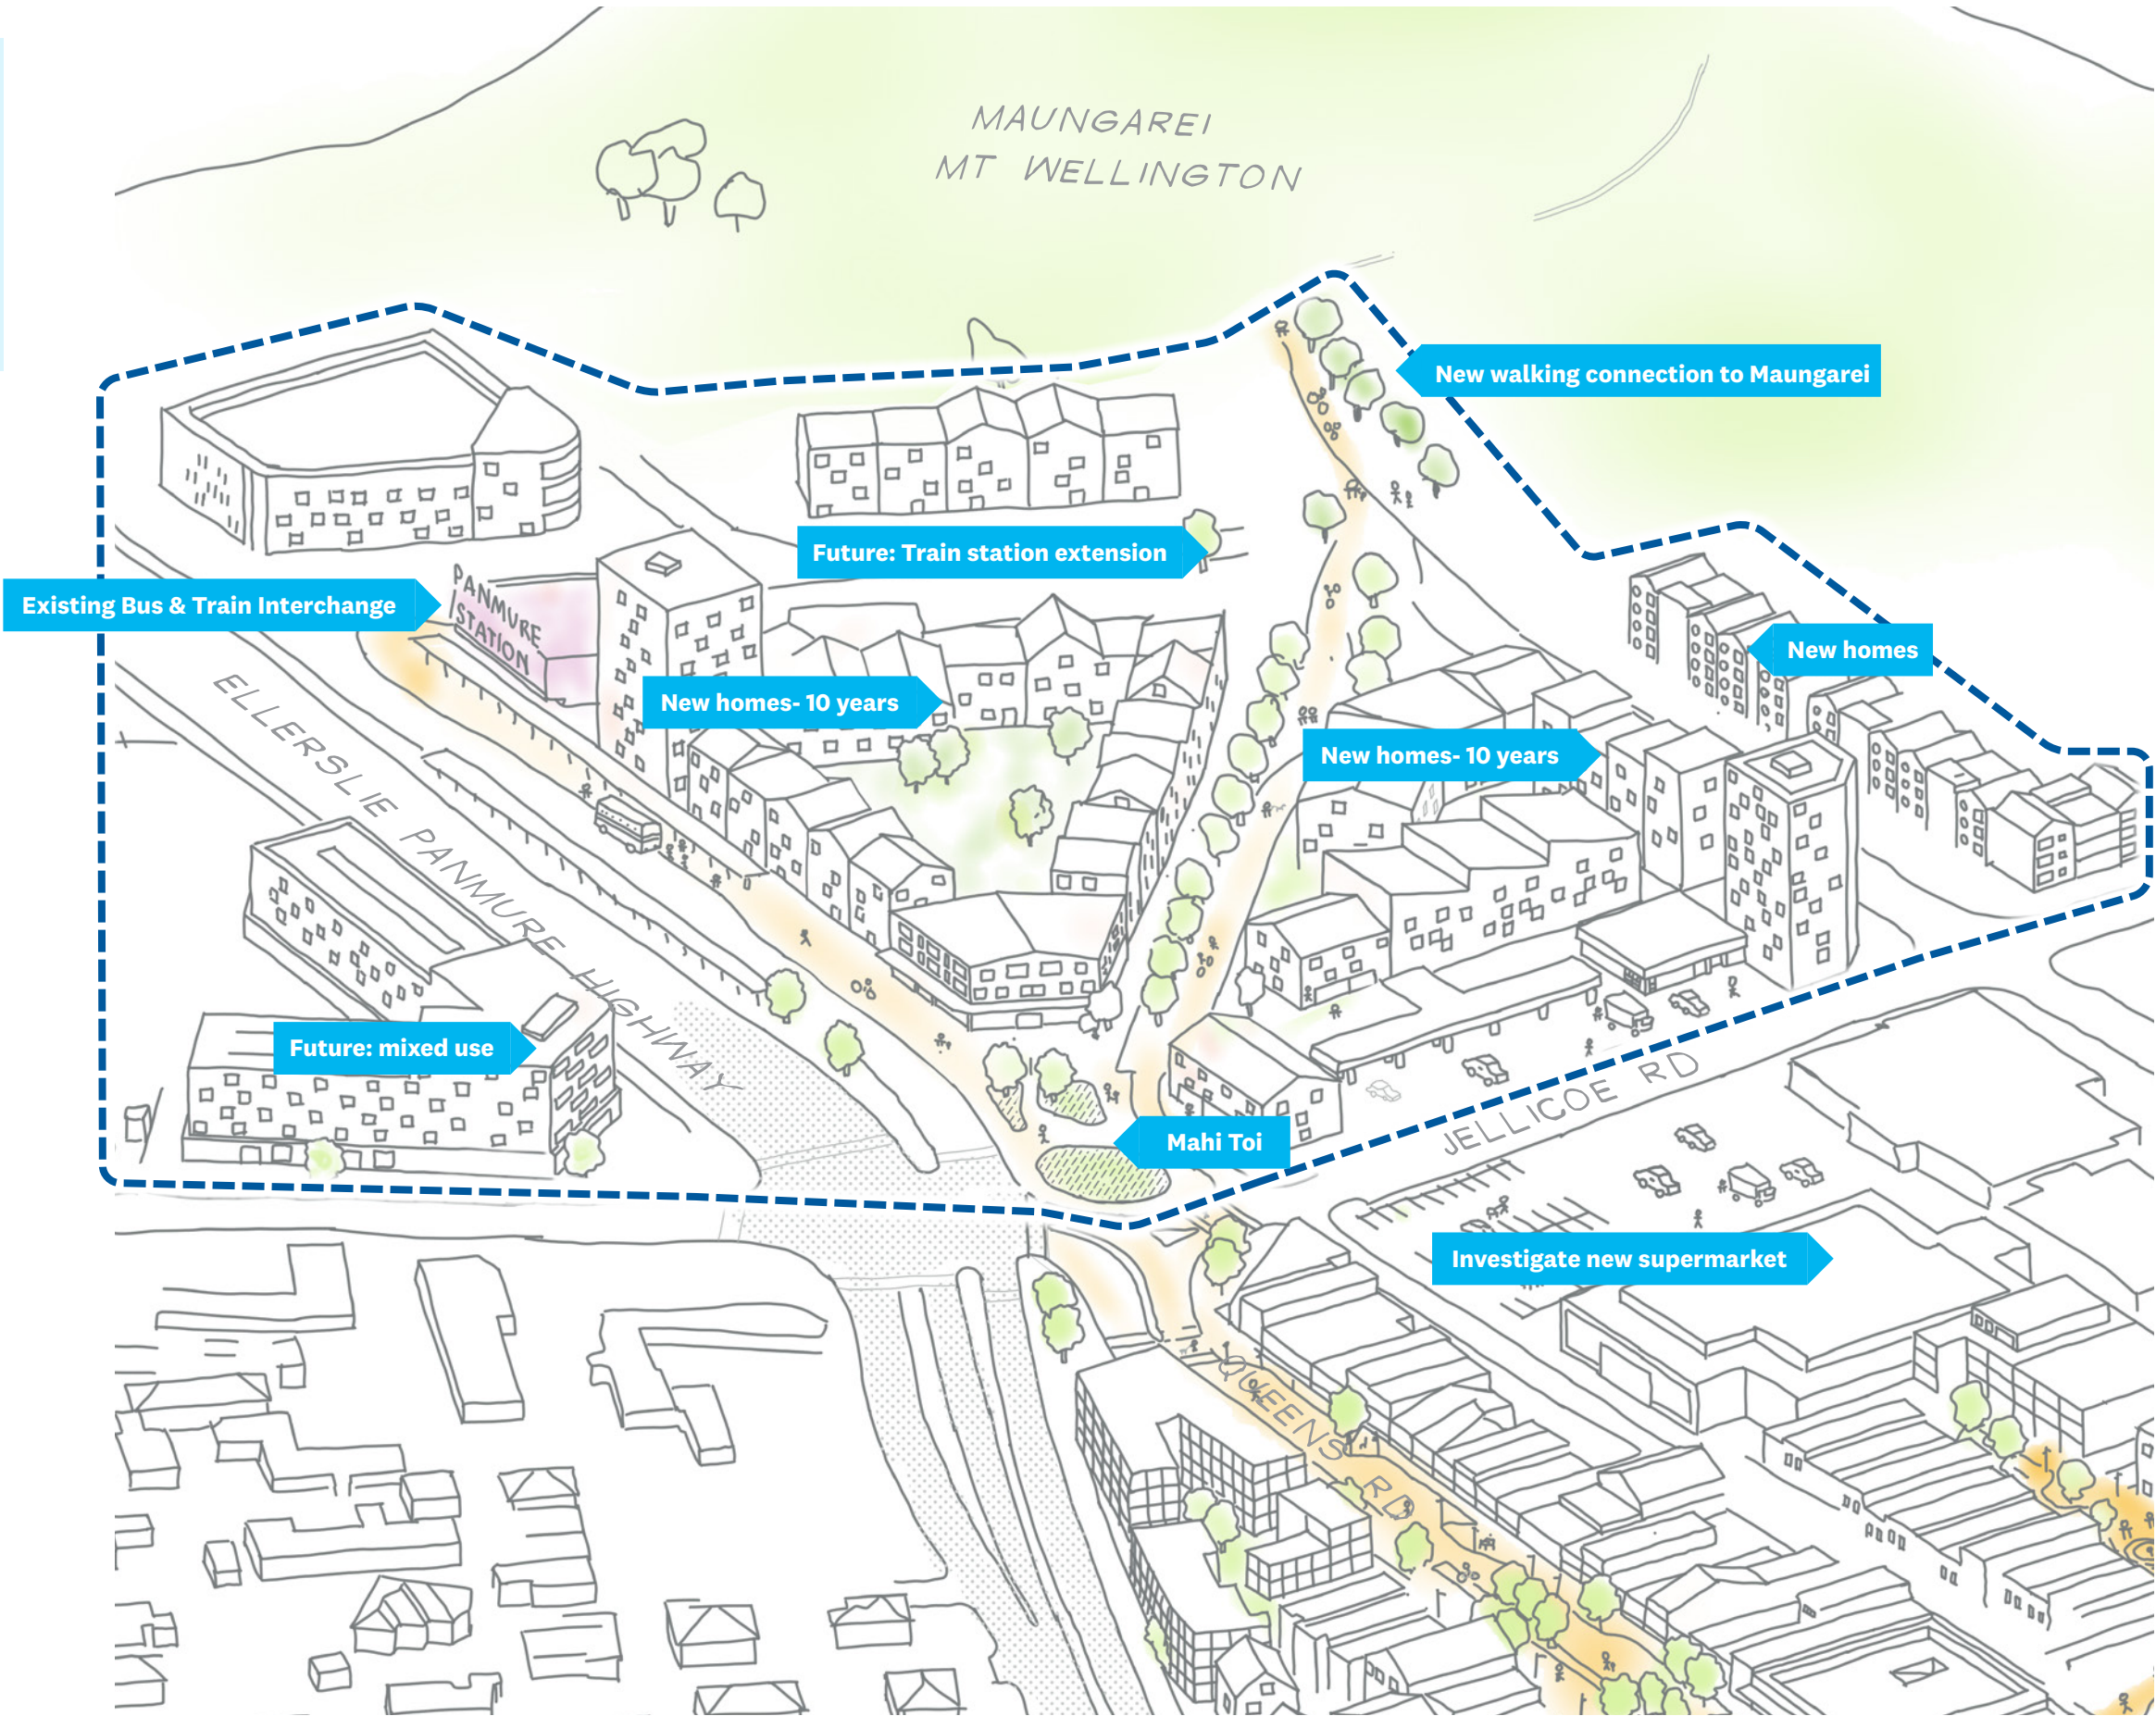 MAUNGAREI
MT WELLINGTON
New walking connection to Maungarei
Future: Train station extension
Existing Bus & Train Interchange
PANMURE
STATION
New homes
New homes- 10 years
New homes- 10 years
ELLERSLIE PANMURE HIGHWAY
Future: mixed use
JELLICOE RD
Mahi Toi
Investigate new supermarket
QUEENS RD